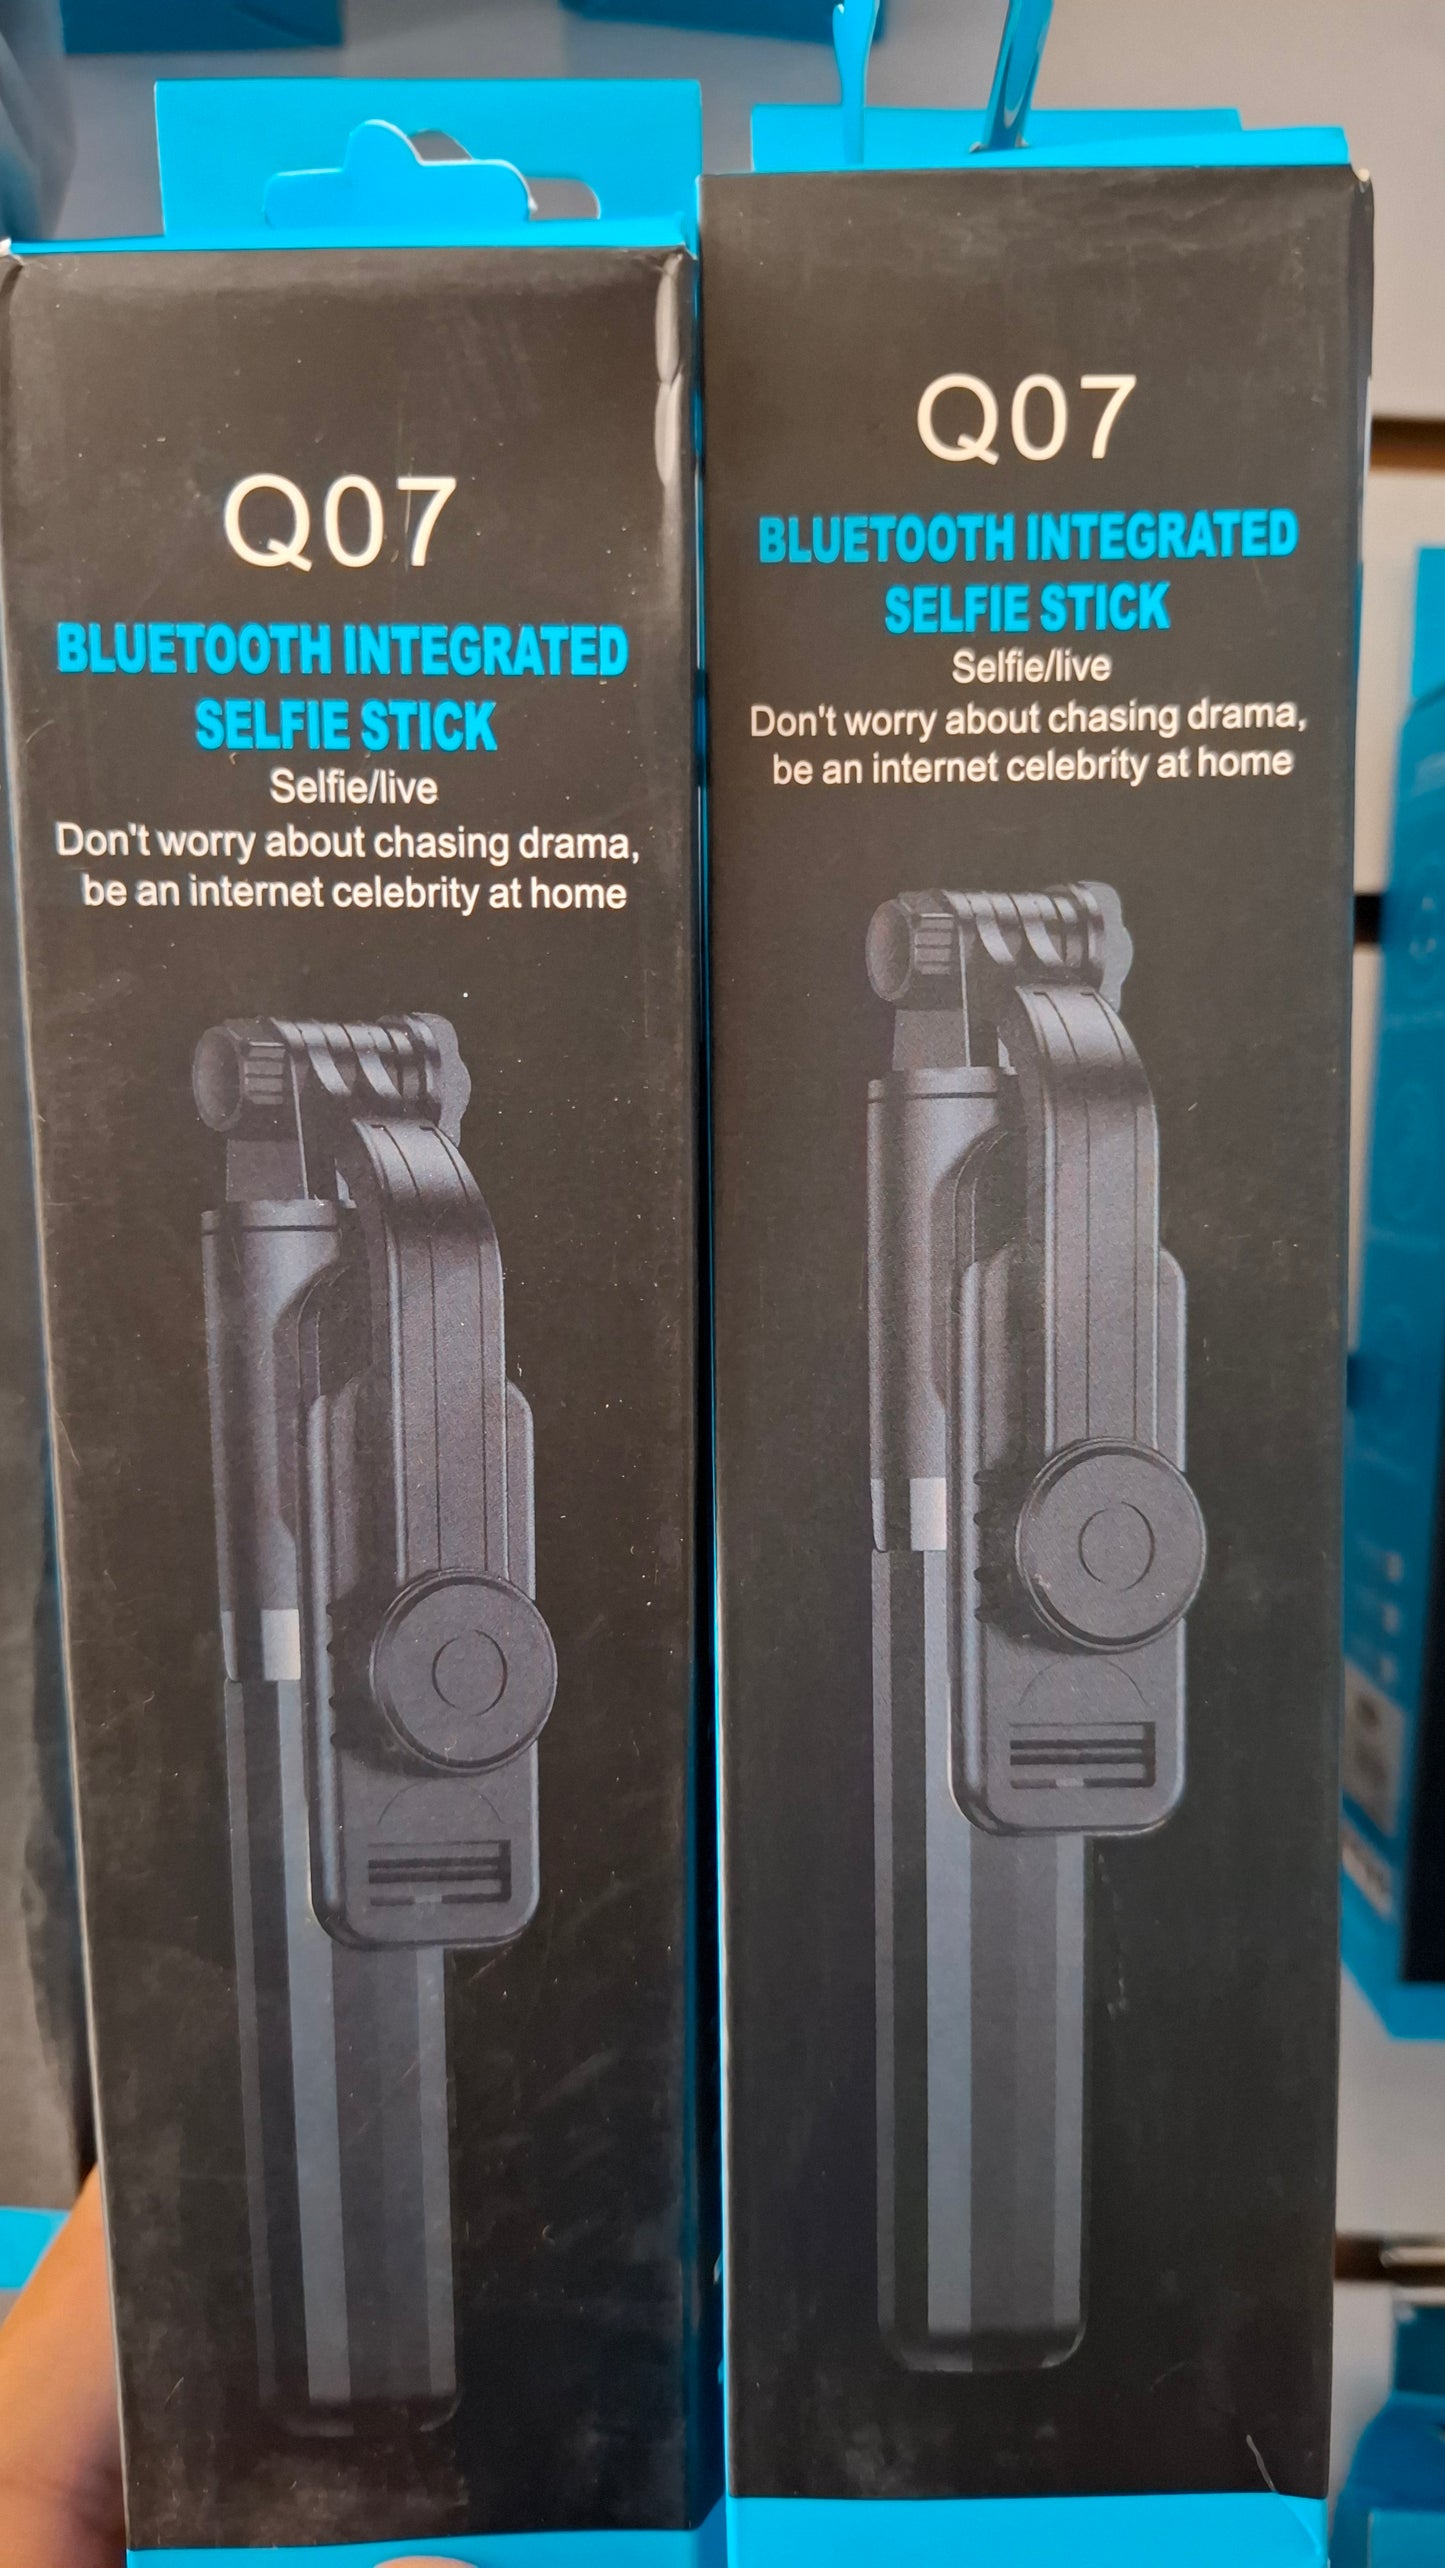 Q07
BLUETOOTH INTEGRATED
SELFIE STICK
Selfie/live
Don't worry about chasing drama,
be an internet celebrity at home
Q07
BLUETOOTH INTEGRATED
SELFIE STICK
Selfie/live
Don't worry about chasing drama,
be an internet celebrity at home